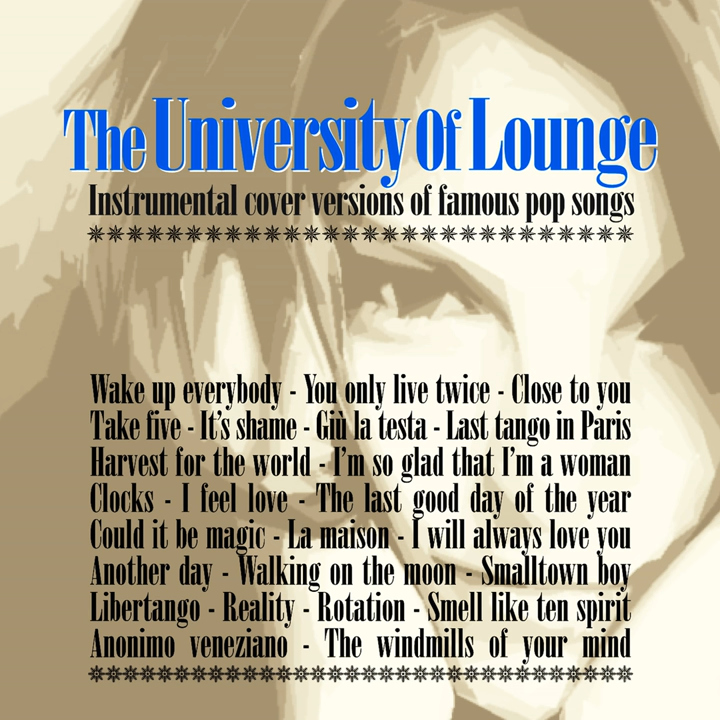 The University Of Lounge
Instrumental cover versions of famous pop songs
Wake up everybody - You only live twice - Close to you
Take five - It's shame - Giù la testa - Last tango in Paris
Harvest for the world - I'm so glad that I'm a woman
Clocks - I feel love - The last good day of the year
Could it be magic - La maison - I will always love you
Another day - Walking on the moon - Smalltown boy
Libertango - Reality - Rotation - Smell like ten spirit
Anonimo veneziano - The windmills of your mind